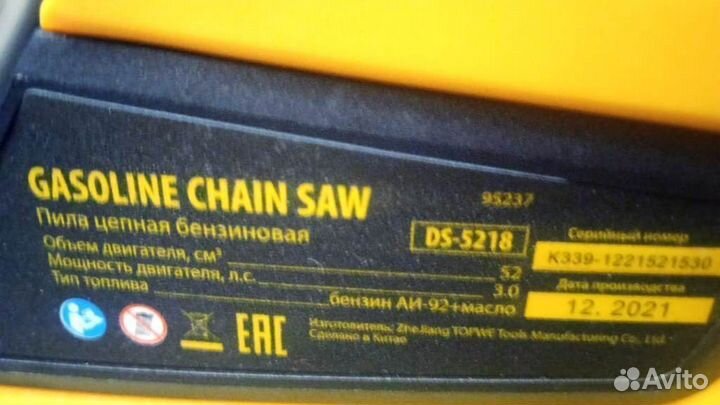 GASOLINE CHAIN SAW 95237
Пила цепная бензиновая DS-5218 Серийный номер
K339-1221521530
Объем двигателя, см³ 52
Мощность двигателя, л.с. 3.0 Дата производства
Тип топлива бензин АИ-92+масло 12. 2021
EAC
Изготовитель: ZheJiang Tools Manufacturing Co., Ltd
Сделано в Китае
Avito